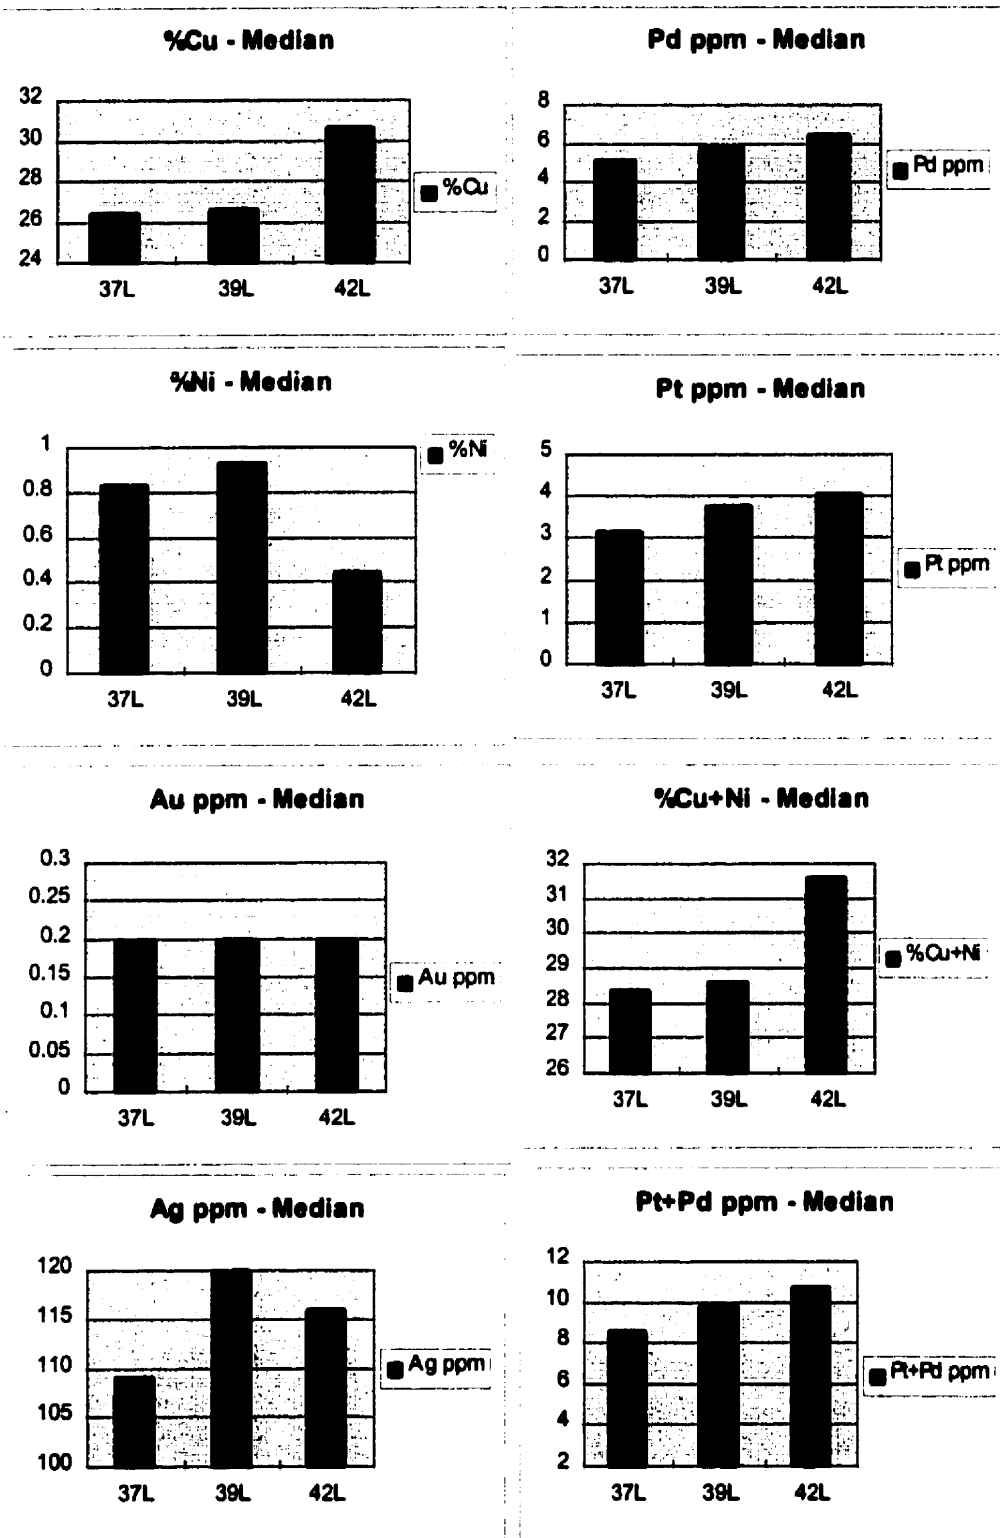 %Cu - Median
32
30
28
26
24
37L 39L 42L
%Cu
Pd ppm - Median
8
6
4
2
0
37L 39L 42L
Pd ppm
%Ni - Median
1
0.8
0.6
0.4
0.2
0
37L 39L 42L
%Ni
Pt ppm - Median
5
4
3
2
1
0
37L 39L 42L
Pt ppm
Au ppm - Median
0.3
0.25
0.2
0.15
0.1
0.05
0
37L 39L 42L
Au ppm
%Cu+Ni - Median
32
31
30
29
28
27
26
37L 39L 42L
%Cu+Ni
Ag ppm - Median
120
115
110
105
100
37L 39L 42L
Ag ppm
Pt+Pd ppm - Median
12
10
8
6
4
2
37L 39L 42L
Pt+Pd ppm